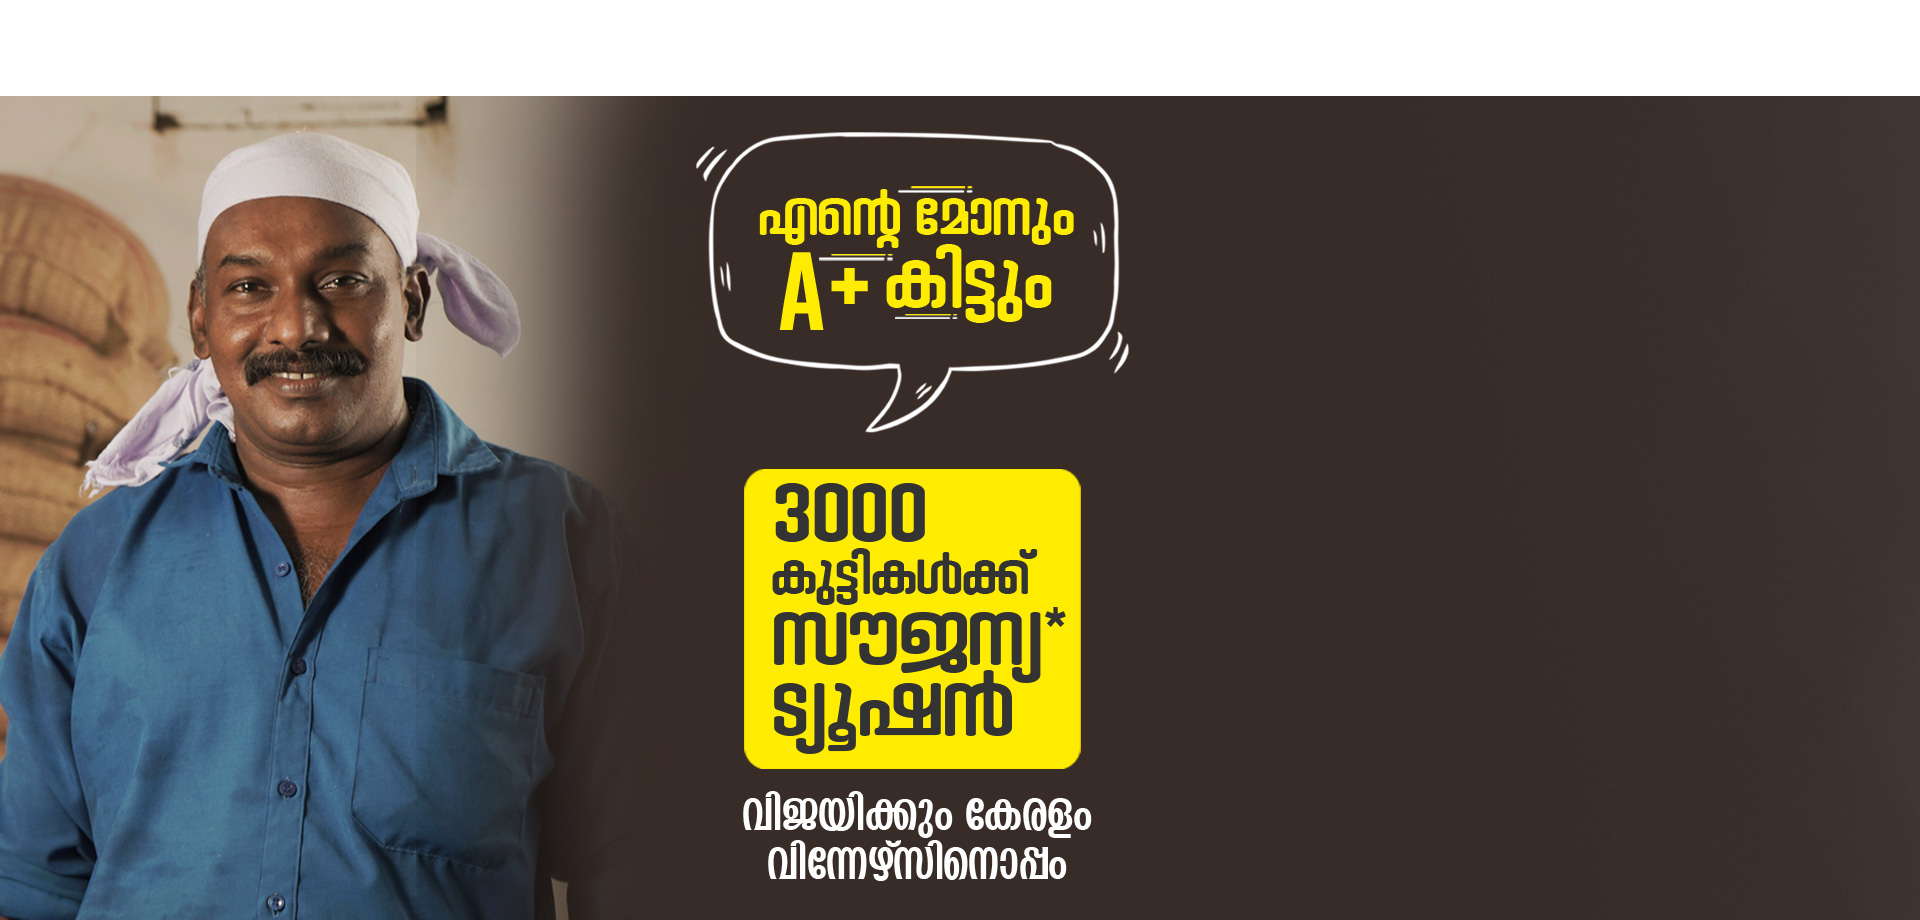 എന്റെ മോനും
A+ കിട്ടും
3000
കുട്ടികൾക്ക്
സൗജന്യ*
ട്യൂഷൻ
വിജയിക്കും കേരളം
വിന്നേഴ്സിനൊപ്പം